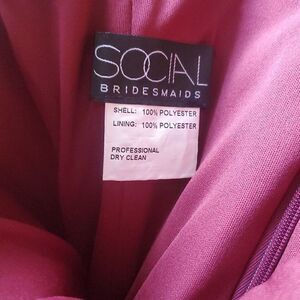 SOCIAL
BRIDESMAIDS
SHELL: 100% POLYESTER
LINING: 100% POLYESTER
PROFESSIONAL
DRY CLEAN